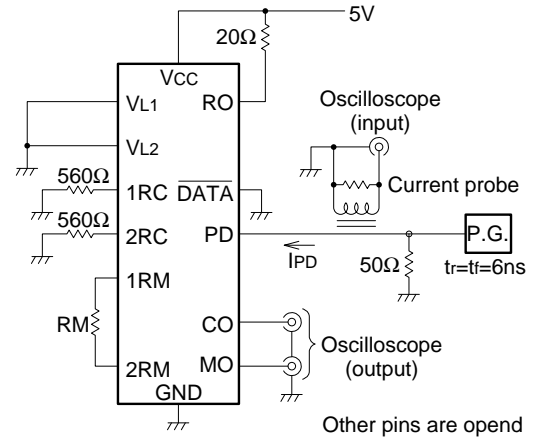 5V
20Ω
VCC
VL1
RO
Oscilloscope
(input)
VL2
560Ω
1RC
DATA
Current probe
560Ω
2RC
PD
P.G.
IPD
1RM
50Ω
tr=tf=6ns
RM
CO
Oscilloscope
(output)
2RM
MO
GND
Other pins are opend